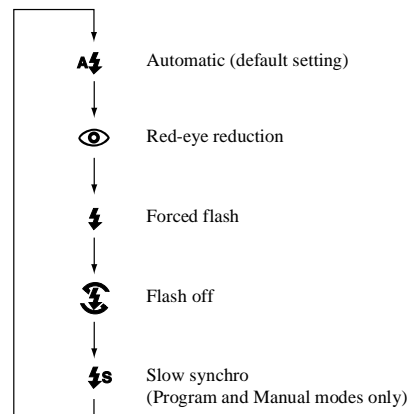 A Automatic (default setting)
Red-eye reduction
Forced flash
Flash off
S Slow synchro
(Program and Manual modes only)